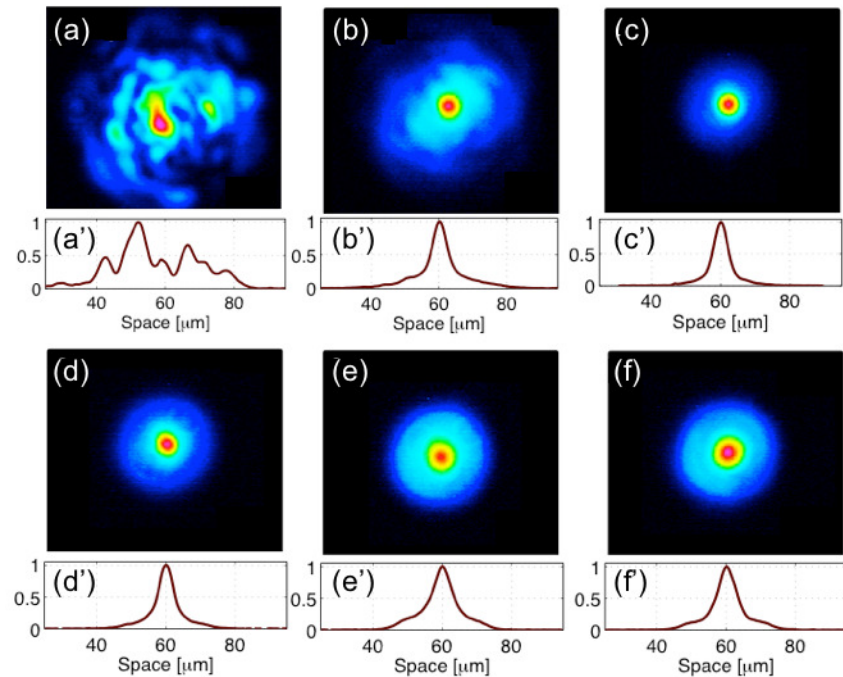 (a) (b) (c)
1 1 1
0.5 (a') 0.5 (b') 0.5 (c')
0 0 0
40 60 80 40 60 80 40 60 80
Space [μm] Space [μm] Space [μm]
(d) (e) (f)
1 1 1
0.5 (d') 0.5 (e') 0.5 (f')
0 0 0
40 60 80 40 60 80 40 60 80
Space [μm] Space [μm] Space [μm]